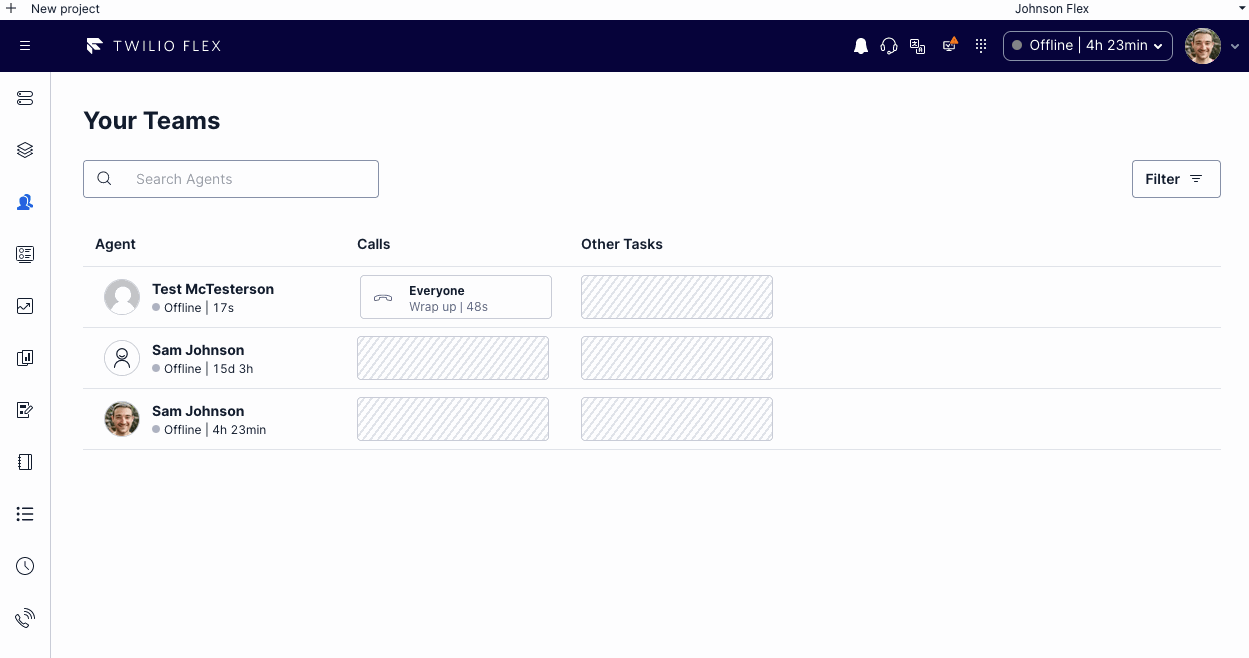 New project
Johnson Flex
TWILIO FLEX
Offline | 4h 23min
Your Teams
Search Agents
Filter
Agent
Calls
Other Tasks
Test McTesterson
Offline | 17s
Everyone
Wrap up | 48s
Sam Johnson
Offline | 15d 3h
Sam Johnson
Offline | 4h 23min